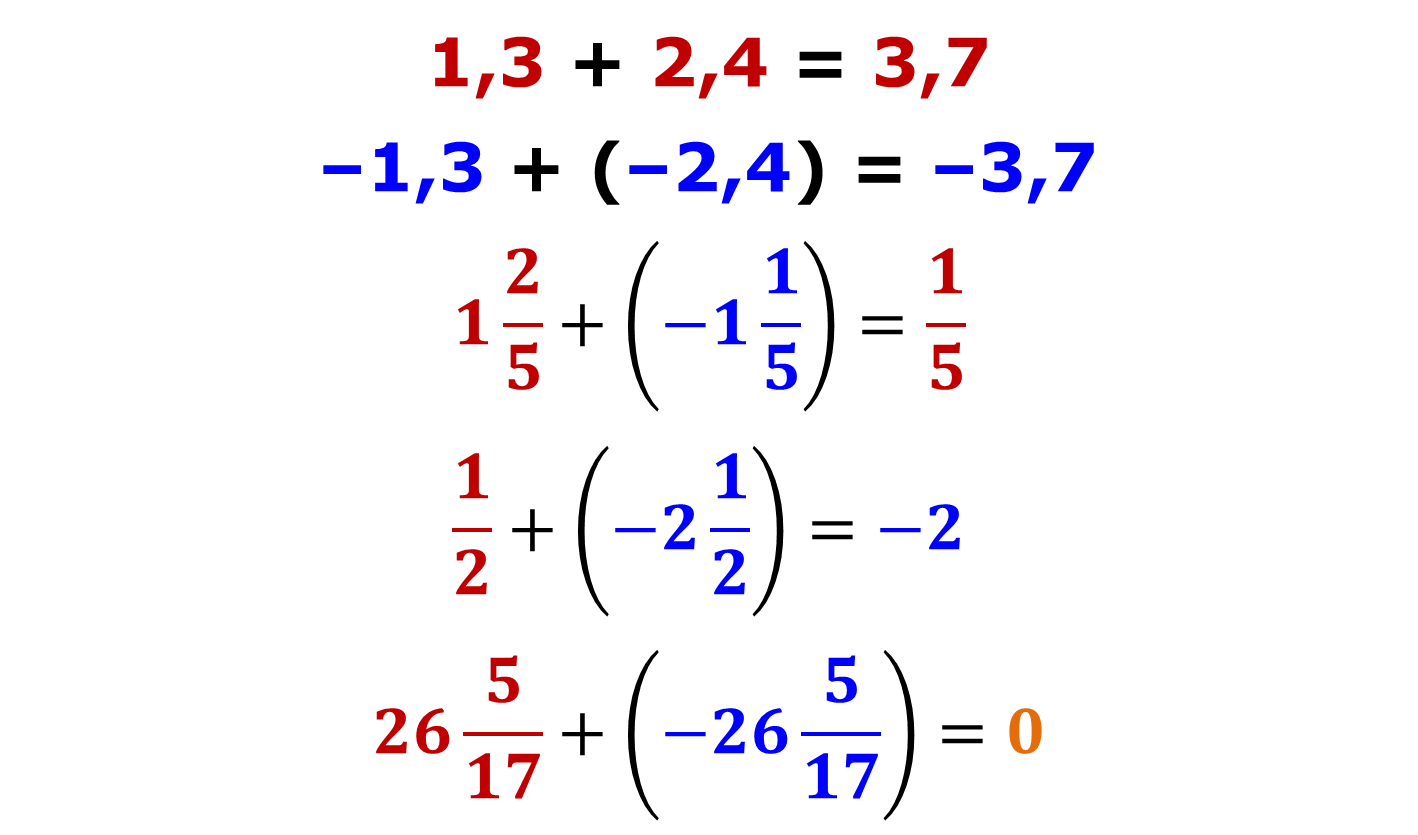 1,3 + 2,4 = 3,7
−1,3 + (−2,4) = −3,7
1 2/5 + (−1 1/5) = 1/5
1/2 + (−2 1/2) = −2
26 5/17 + (−26 5/17) = 0